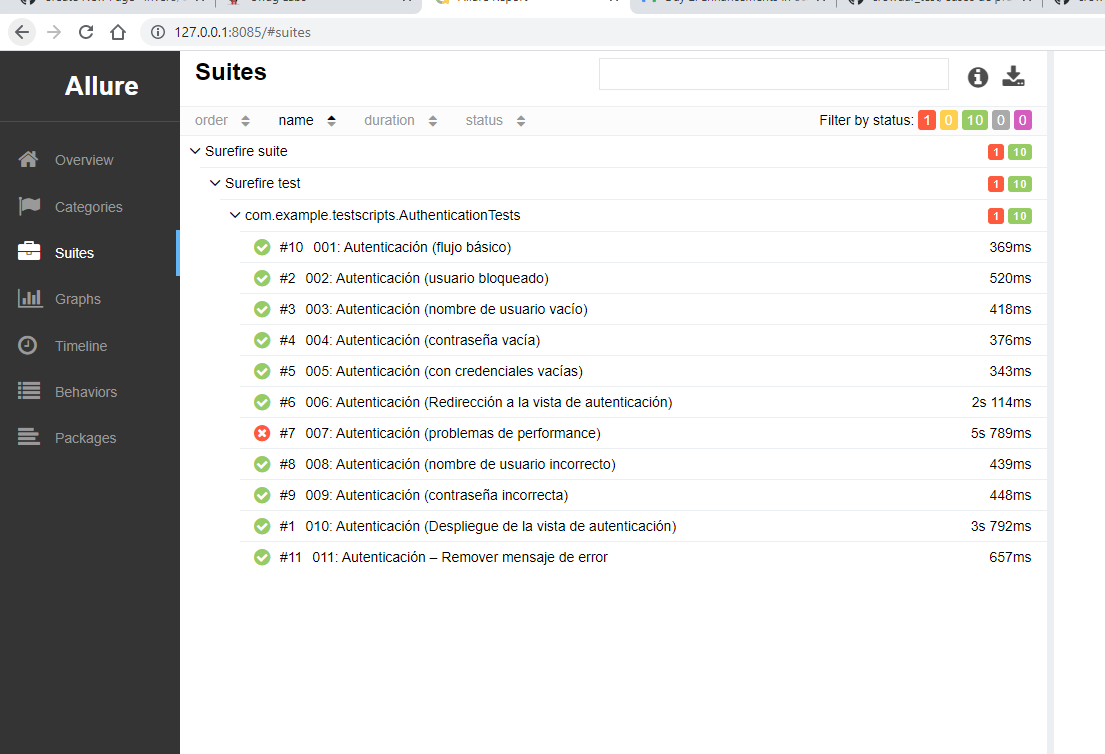 127.0.0.1:8085/#suites
Allure
Overview
Categories
Suites
Graphs
Timeline
Behaviors
Packages
Suites
order name duration status Filter by status: 1 0 10 0 0
Surefire suite 1 10
Surefire test 1 10
com.example.testscripts.AuthenticationTests 1 10
#10 001: Autenticación (flujo básico) 369ms
#2 002: Autenticación (usuario bloqueado) 520ms
#3 003: Autenticación (nombre de usuario vacío) 418ms
#4 004: Autenticación (contraseña vacía) 376ms
#5 005: Autenticación (con credenciales vacías) 343ms
#6 006: Autenticación (Redirección a la vista de autenticación) 2s 114ms
#7 007: Autenticación (problemas de performance) 5s 789ms
#8 008: Autenticación (nombre de usuario incorrecto) 439ms
#9 009: Autenticación (contraseña incorrecta) 448ms
#1 010: Autenticación (Despliegue de la vista de autenticación) 3s 792ms
#11 011: Autenticación – Remover mensaje de error 657ms